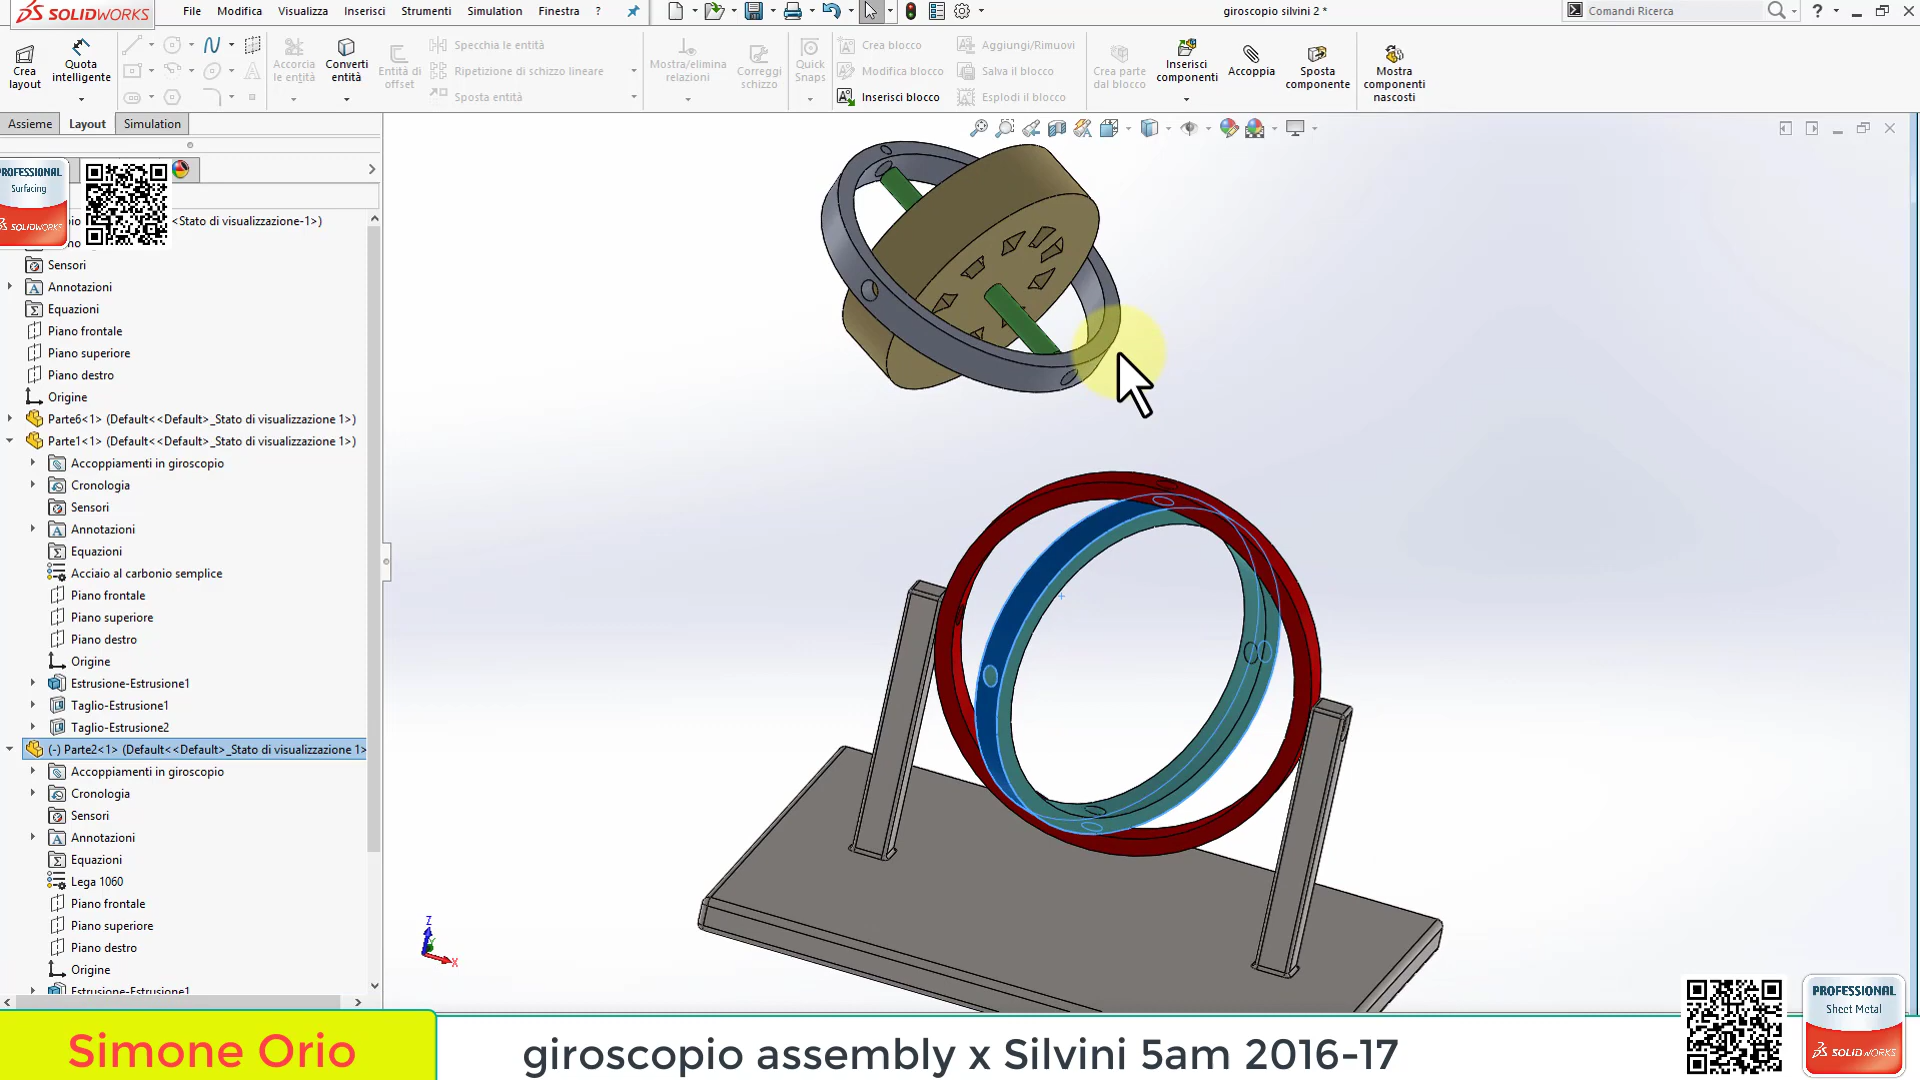 SOLIDWORKS File Modifica Visualizza Inserisci Strumenti Simulation Finestra ? giroscopio silvini 2 * Comandi Ricerca ?
Crea layout
Quota intelligente
Accorcia le entità
Converti entità
Entità di offset
Specchia le entità
Ripetizione di schizzo lineare
Sposta entità
Mostra/elimina relazioni
Correggi schizzo
Quick Snaps
Crea blocco
Modifica blocco
Inserisci blocco
Aggiungi/Rimuovi
Salva il blocco
Esplodi il blocco
Crea parte dal blocco
Inserisci componenti
Accoppia
Sposta componente
Mostra componenti nascosti
Assieme Layout Simulation
PROFESSIONAL
Surfacing
SOLIDWORKS
<Stato di visualizzazione-1>)
Sensori
Annotazioni
Equazioni
Piano frontale
Piano superiore
Piano destro
Origine
Parte6<1> (Default<<Default>_Stato di visualizzazione 1>)
Parte1<1> (Default<<Default>_Stato di visualizzazione 1>)
Accoppiamenti in giroscopio
Cronologia
Sensori
Annotazioni
Equazioni
Acciaio al carbonio semplice
Piano frontale
Piano superiore
Piano destro
Origine
Estrusione-Estrusione1
Taglio-Estrusione1
Taglio-Estrusione2
(-) Parte2<1> (Default<<Default>_Stato di visualizzazione 1>
Accoppiamenti in giroscopio
Cronologia
Sensori
Annotazioni
Equazioni
Lega 1060
Piano frontale
Piano superiore
Piano destro
Origine
Estrusione-Estrusione1
Z
Y
X
Simone Orio
giroscopio assembly x Silvini 5am 2016-17
PROFESSIONAL
Sheet Metal
SOLIDWORKS